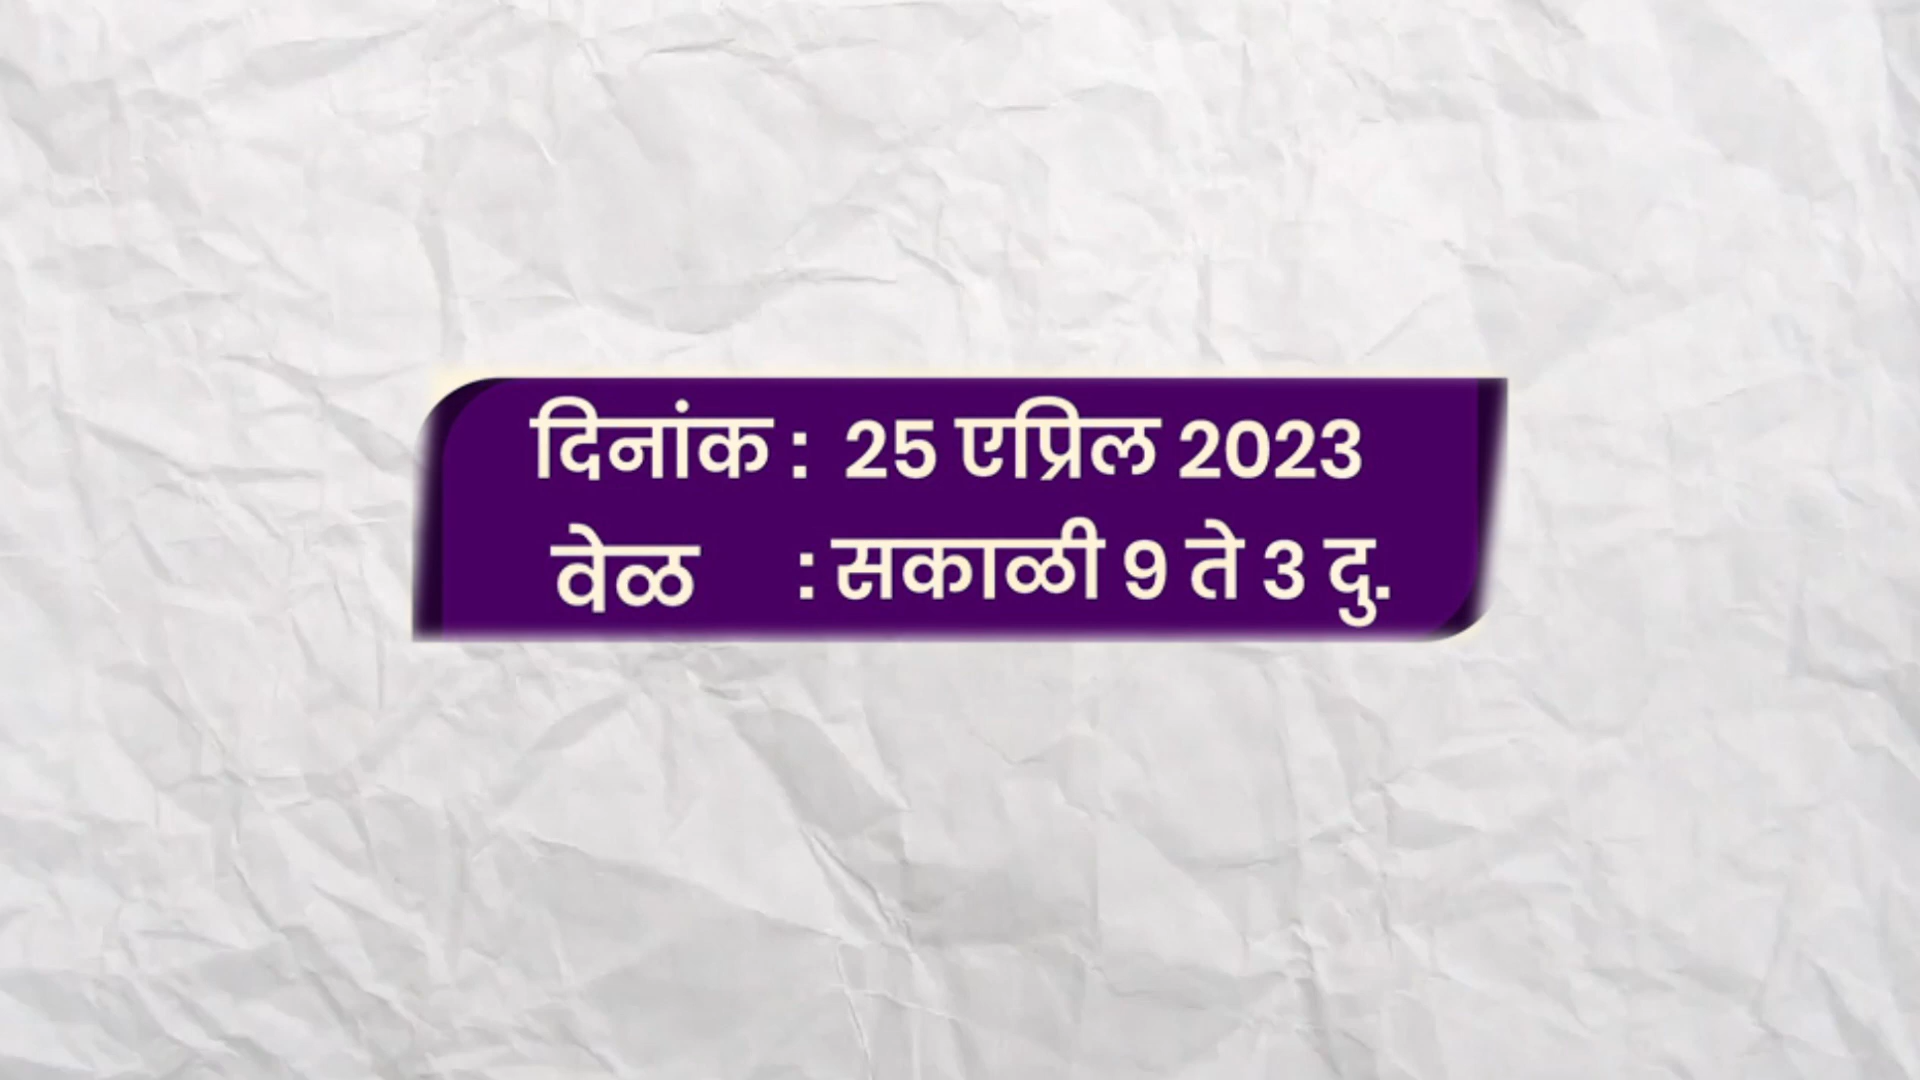 दिनांक : 25 एप्रिल 2023
वेळ : सकाळी 9 ते 3 दु.